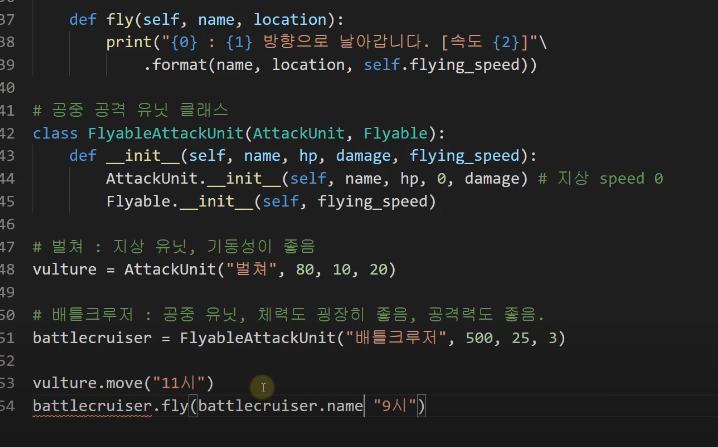 37 def fly(self, name, location):
38 print("{0} : {1} 방향으로 날아갑니다. [속도 {2}]"\
39 .format(name, location, self.flying_speed))
40
41 # 공중 공격 유닛 클래스
42 class FlyableAttackUnit(AttackUnit, Flyable):
43 def __init__(self, name, hp, damage, flying_speed):
44 AttackUnit.__init__(self, name, hp, 0, damage) # 지상 speed 0
45 Flyable.__init__(self, flying_speed)
46
47 # 벌쳐 : 지상 유닛, 기동성이 좋음
48 vulture = AttackUnit("벌쳐", 80, 10, 20)
49
50 # 배틀크루저 : 공중 유닛, 체력도 굉장히 좋음, 공격력도 좋음.
51 battlecruiser = FlyableAttackUnit("배틀크루저", 500, 25, 3)
52
53 vulture.move("11시")
54 battlecruiser.fly(battlecruiser.name "9시")